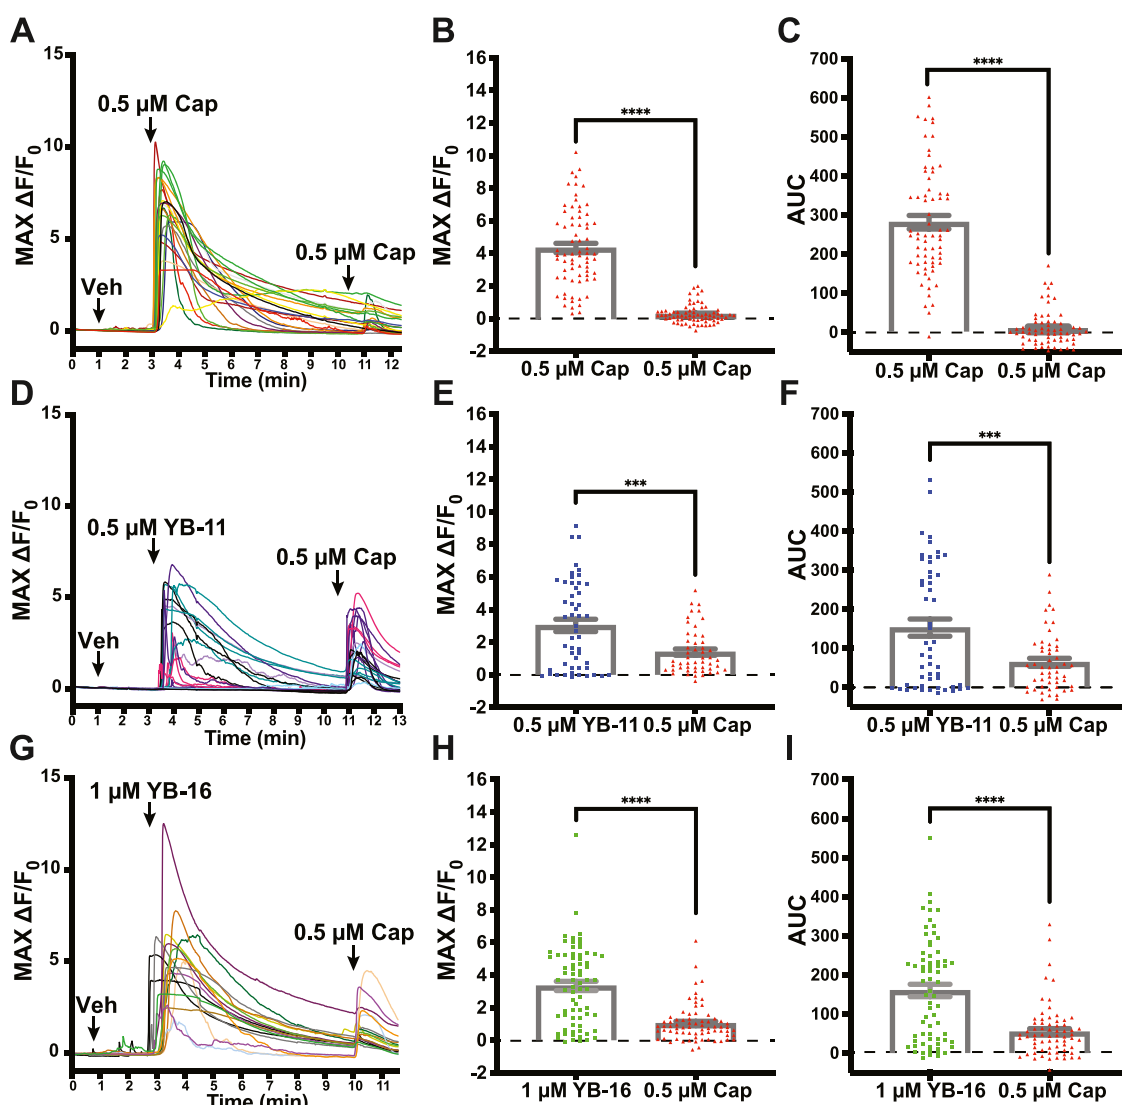 A
15
10
5
0
MAX ΔF/F0
0.5 µM Cap
Veh
0.5 µM Cap
0 1 2 3 4 5 6 7 8 9 10 11 12
Time (min)
B
16
14
12
10
8
6
4
2
0
-2
MAX ΔF/F0
****
0.5 µM Cap 0.5 µM Cap
C
700
600
500
400
300
200
100
0
AUC
****
0.5 µM Cap 0.5 µM Cap
D
15
10
5
0
MAX ΔF/F0
0.5 µM YB-11
Veh
0.5 µM Cap
0 1 2 3 4 5 6 7 8 9 10 11 12 13
Time (min)
E
16
14
12
10
8
6
4
2
0
-2
MAX ΔF/F0
***
0.5 µM YB-11 0.5 µM Cap
F
700
600
500
400
300
200
100
0
AUC
***
0.5 µM YB-11 0.5 µM Cap
G
15
10
5
0
MAX ΔF/F0
1 µM YB-16
Veh
0.5 µM Cap
0 1 2 3 4 5 6 7 8 9 10 11
Time (min)
H
16
14
12
10
8
6
4
2
0
-2
MAX ΔF/F0
****
1 µM YB-16 0.5 µM Cap
I
700
600
500
400
300
200
100
0
AUC
****
1 µM YB-16 0.5 µM Cap